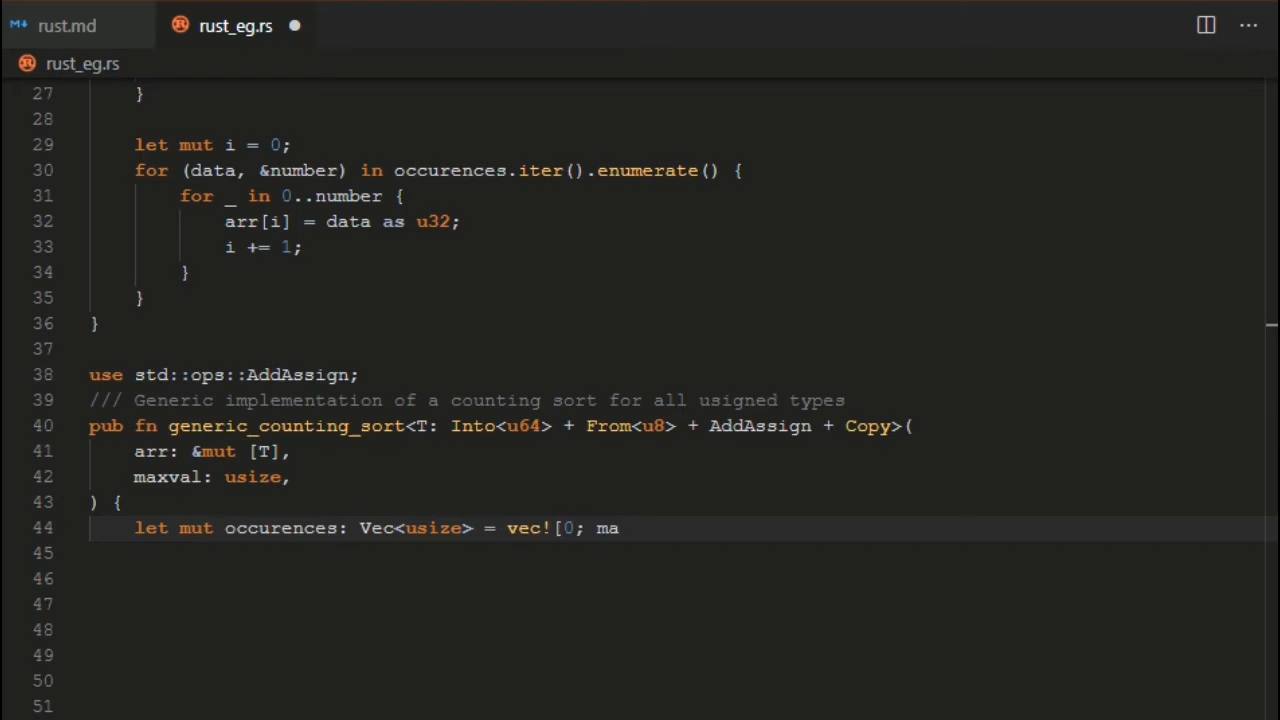 rust.md
rust_eg.rs
rust_eg.rs
27 }
28
29 let mut i = 0;
30 for (data, &number) in occurences.iter().enumerate() {
31 for _ in 0..number {
32 arr[i] = data as u32;
33 i += 1;
34 }
35 }
36 }
37
38 use std::ops::AddAssign;
39 /// Generic implementation of a counting sort for all usigned types
40 pub fn generic_counting_sort<T: Into<u64> + From<u8> + AddAssign + Copy>(
41 arr: &mut [T],
42 maxval: usize,
43 ) {
44 let mut occurences: Vec<usize> = vec![0; ma
45
46
47
48
49
50
51